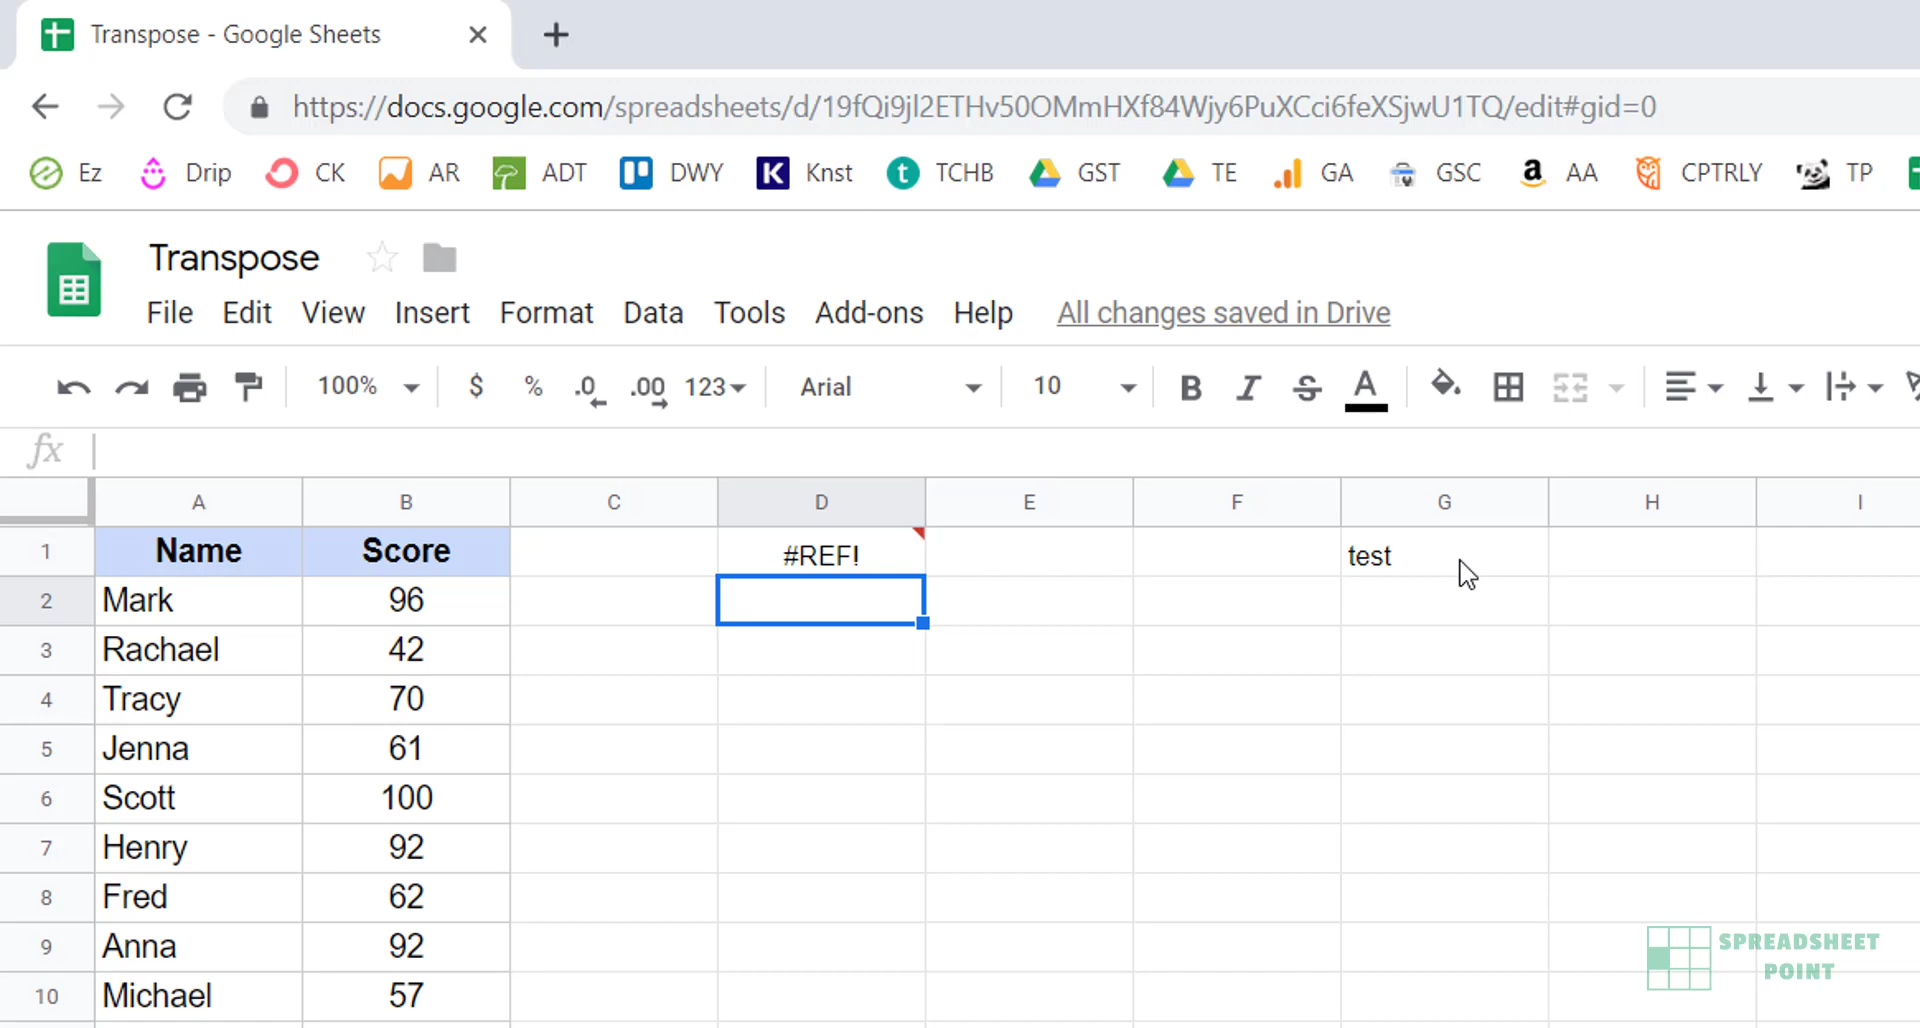 Transpose - Google Sheets
https://docs.google.com/spreadsheets/d/19fQi9jl2ETHv50OMmHXf84Wjy6PuXCci6feXSjwU1TQ/edit#gid=0
Ez Drip CK AR ADT DWY K Knst t TCHB GST TE GA GSC a AA CPTRLY TP
Transpose
File Edit View Insert Format Data Tools Add-ons Help All changes saved in Drive
100% $ % .0 .00 123 Arial 10 B I S A
fx
A B C D E F G H I
1 Name Score #REF! test
2 Mark 96
3 Rachael 42
4 Tracy 70
5 Jenna 61
6 Scott 100
7 Henry 92
8 Fred 62
9 Anna 92
10 Michael 57
SPREADSHEET
POINT